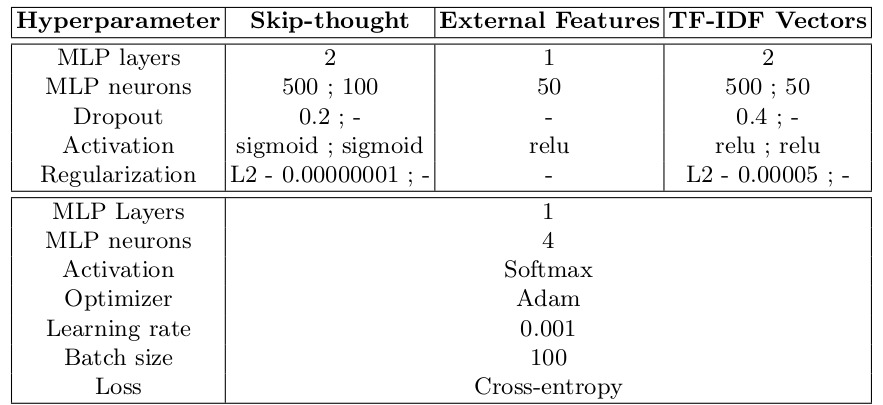 Hyperparameter Skip-thought External Features TF-IDF Vectors
MLP layers 2 1 2
MLP neurons 500 ; 100 50 500 ; 50
Dropout 0.2 ; - - 0.4 ; -
Activation sigmoid ; sigmoid relu relu ; relu
Regularization L2 - 0.00000001 ; - - L2 - 0.00005 ; -
MLP Layers 1
MLP neurons 4
Activation Softmax
Optimizer Adam
Learning rate 0.001
Batch size 100
Loss Cross-entropy